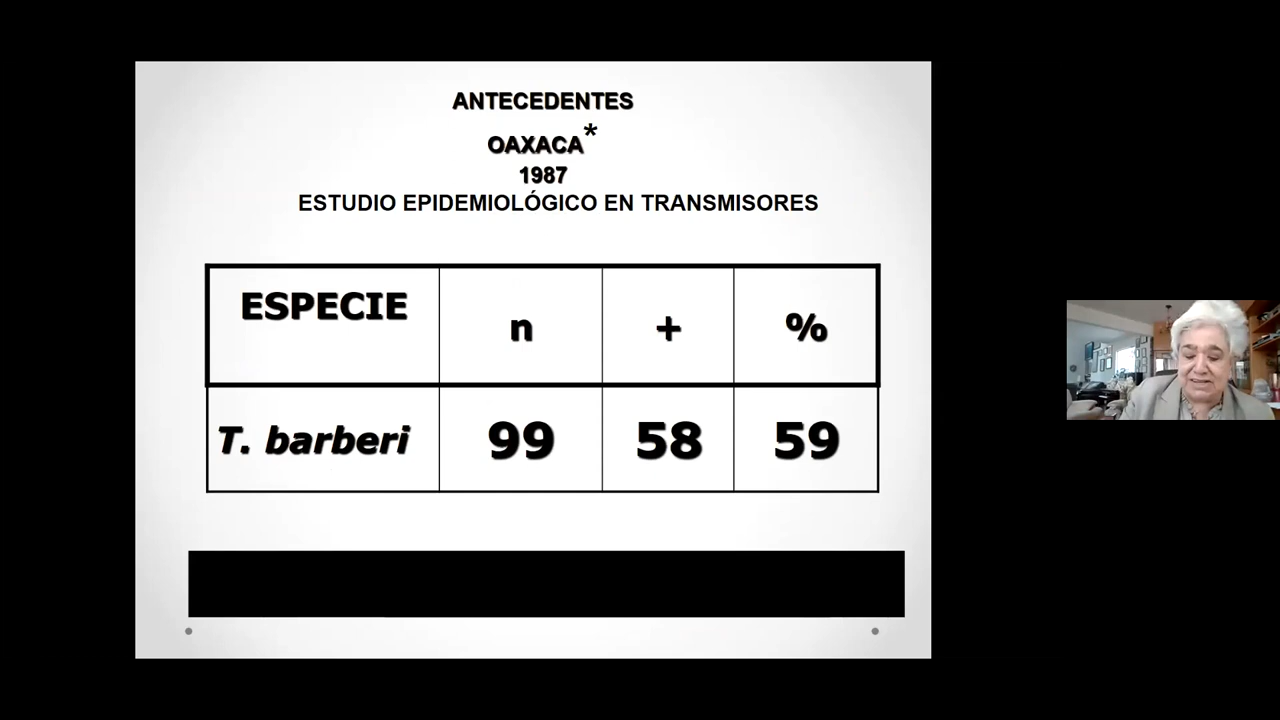 ANTECEDENTES
OAXACA*
1987
ESTUDIO EPIDEMIOLÓGICO EN TRANSMISORES
ESPECIE n + %
T. barberi 99 58 59